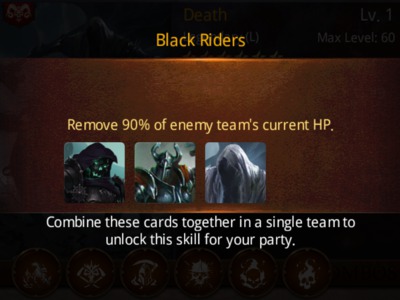 Death
Lv. 1
Black Riders
(L)
Max Level: 60
Remove 90% of enemy team's current HP.
Combine these cards together in a single team to
unlock this skill for your party.